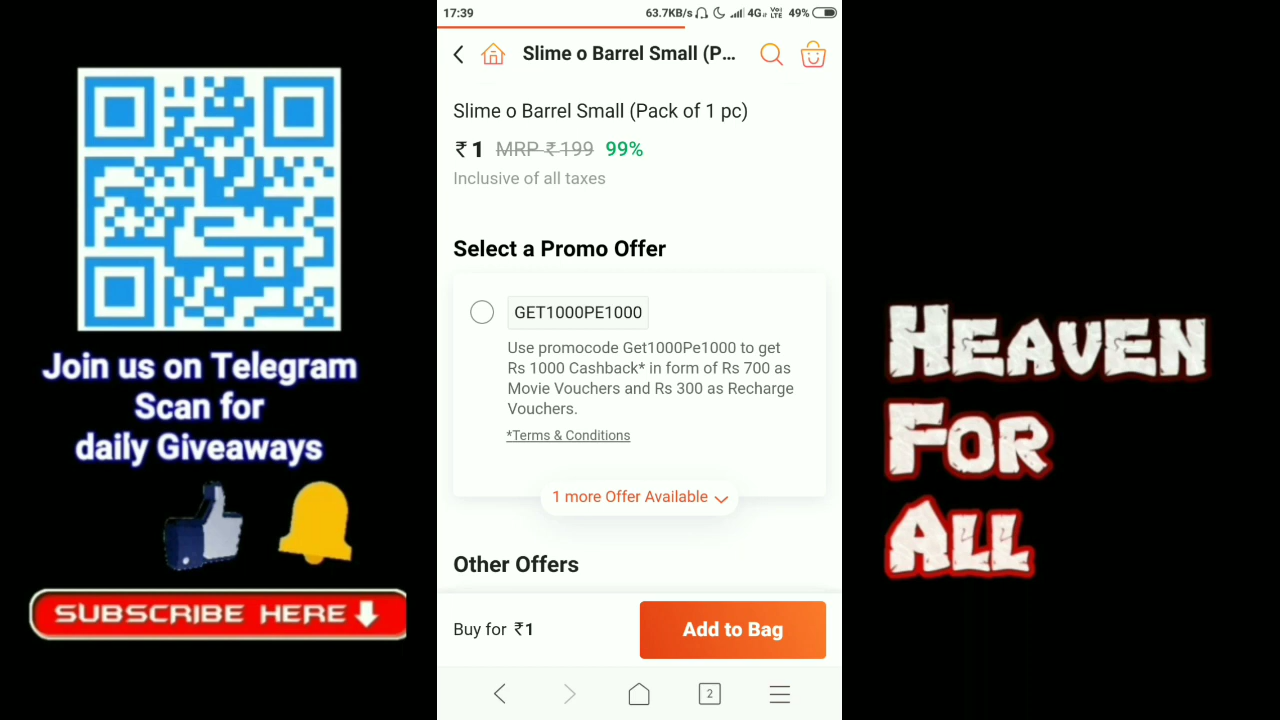 Join us on Telegram
Scan for
daily Giveaways
SUBSCRIBE HERE
17:39
63.7KB/s 4G Vo) LTE 49%
Slime o Barrel Small (P...
Slime o Barrel Small (Pack of 1 pc)
₹1 MRP ₹199 99%
Inclusive of all taxes
Select a Promo Offer
GET1000PE1000
Use promocode Get1000Pe1000 to get
Rs 1000 Cashback* in form of Rs 700 as
Movie Vouchers and Rs 300 as Recharge
Vouchers.
*Terms & Conditions
1 more Offer Available
Other Offers
Buy for ₹1
Add to Bag
2
HEAVEN
FOR
ALL